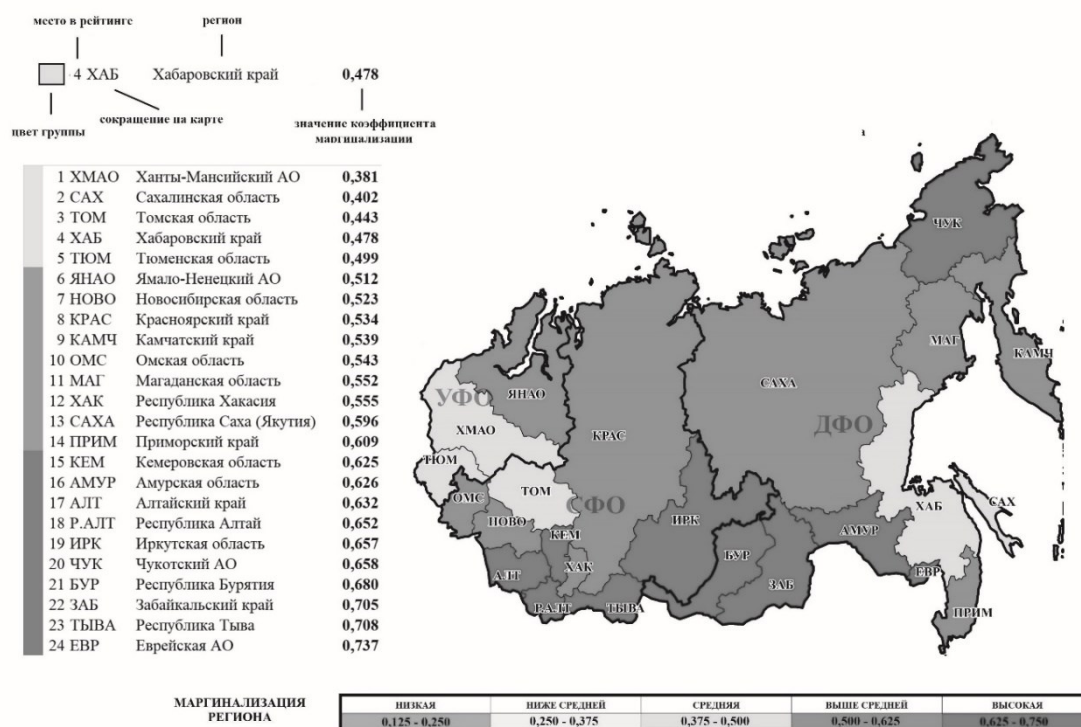 место в рейтинге регион
4 ХАБ Хабаровский край 0,478
цвет группы сокращение на карте значение коэффициента маргинализации
1 ХМАО Ханты-Мансийский АО 0,381
2 САХ Сахалинская область 0,402
3 ТОМ Томская область 0,443
4 ХАБ Хабаровский край 0,478
5 ТЮМ Тюменская область 0,499
6 ЯНАО Ямало-Ненецкий АО 0,512
7 НОВО Новосибирская область 0,523
8 КРАС Красноярский край 0,534
9 КАМЧ Камчатский край 0,539
10 ОМС Омская область 0,543
11 МАГ Магаданская область 0,552
12 ХАК Республика Хакасия 0,555
13 САХА Республика Саха (Якутия) 0,596
14 ПРИМ Приморский край 0,609
15 КЕМ Кемеровская область 0,625
16 АМУР Амурская область 0,626
17 АЛТ Алтайский край 0,632
18 Р.АЛТ Республика Алтай 0,652
19 ИРК Иркутская область 0,657
20 ЧУК Чукотский АО 0,658
21 БУР Республика Бурятия 0,680
22 ЗАБ Забайкальский край 0,705
23 ТЫВА Республика Тыва 0,708
24 ЕВР Еврейская АО 0,737
ЧУК
МАГ
КАМЧ
САХА
ЯНАО
УФО
ХМАО
КРАС
ДФО
ТЮМ
ОМС
ТОМ
СФО
НОВО
КЕМ
ИРК
ХАБ
САХ
АМУР
БУР
АЛТ
ХАК
ЗАБ
ЕВР
Р.АЛТ
ТЫВА
ПРИМ
МАРГИНАЛИЗАЦИЯ РЕГИОНА
НИЗКАЯ НИЖЕ СРЕДНЕЙ СРЕДНЯЯ ВЫШЕ СРЕДНЕЙ ВЫСОКАЯ
0,125 - 0,250 0,250 - 0,375 0,375 - 0,500 0,500 - 0,625 0,625 - 0,750